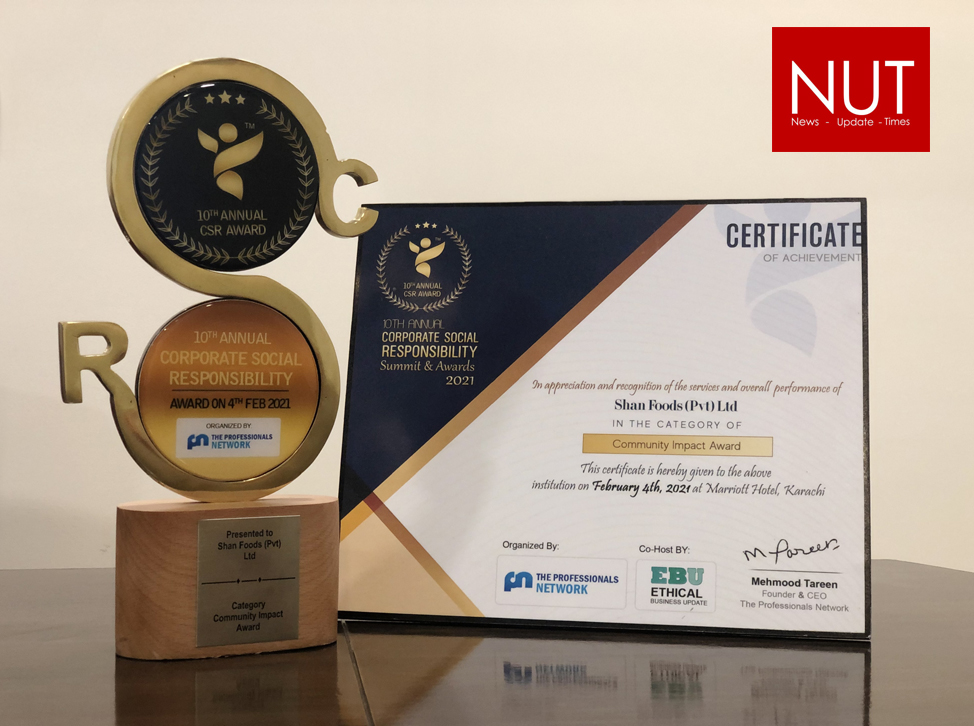 NUT
News - Update - Times
C
R
10TH ANNUAL
CSR AWARD
TM
10TH ANNUAL
CORPORATE SOCIAL
RESPONSIBILITY
AWARD ON 4TH FEB 2021
ORGANIZED BY
THE PROFESSIONALS
NETWORK
Presented to
Shan Foods (Pvt)
Ltd
Category
Community Impact
Award
10TH ANNUAL
CSR AWARD
10TH ANNUAL
CORPORATE SOCIAL
RESPONSIBILITY
Summit & Awards
2021
CERTIFICATE
OF ACHIEVEMENT
In appreciation and recognition of the services and overall performance of
Shan Foods (Pvt) Ltd
IN THE CATEGORY OF
Community Impact Award
This certificate is hereby given to the above
institution on February 4th, 2021 at Marriott Hotel, Karachi
Organized By:
THE PROFESSIONALS
NETWORK
Co-Host BY:
EBU
ETHICAL
BUSINESS UPDATE
Mehmood Tareen
Founder & CEO
The Professionals Network